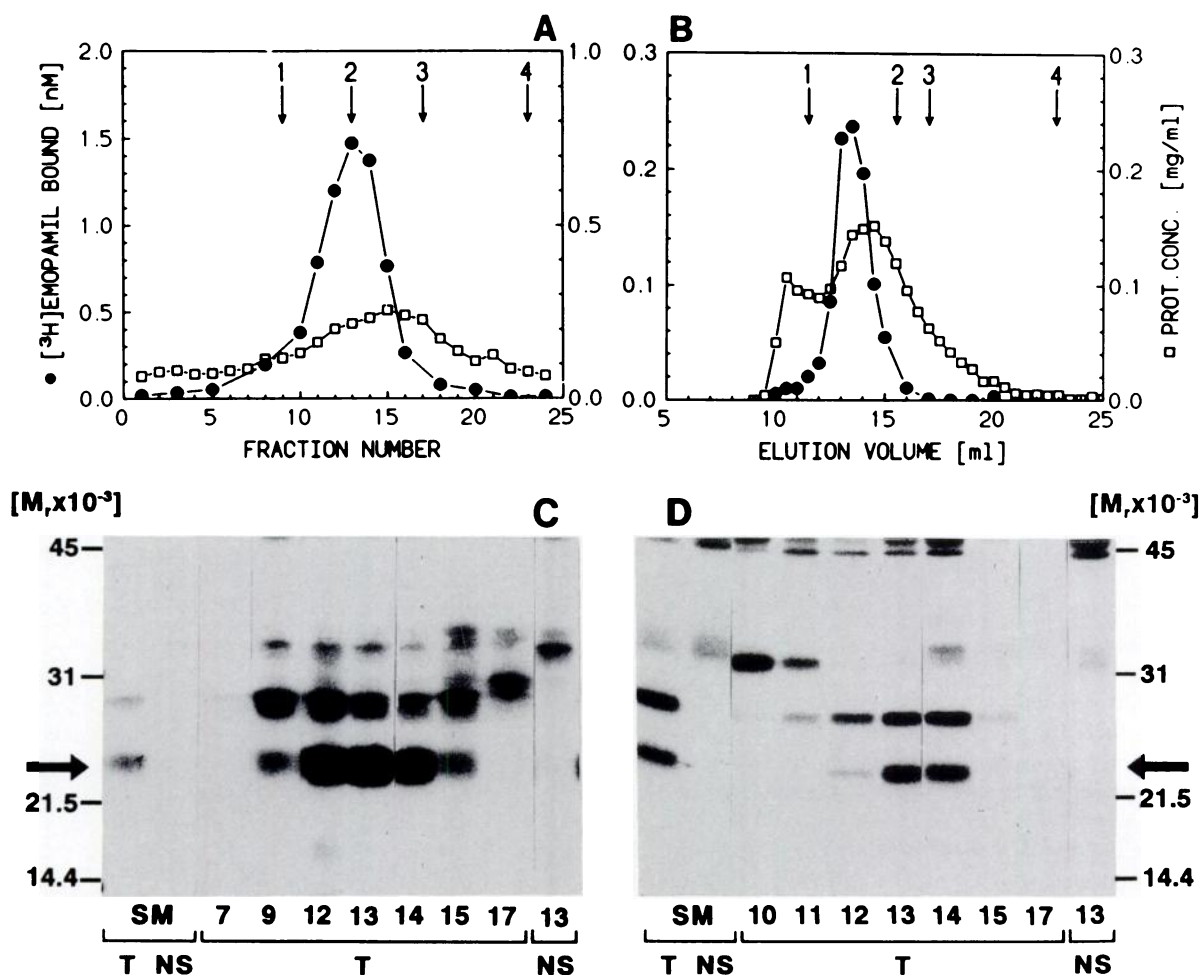 A
B
2.0
1.5
1.0
0.5
0.0
1.0
0.5
0.0
1 2 3 4
0 5 10 15 20 25
FRACTION NUMBER
● [³H]EMOPAMIL BOUND [nM]
0.3
0.2
0.1
0.0
0.3
0.2
0.1
0.0
1 2 3 4
5 10 15 20 25
ELUTION VOLUME [ml]
□ PROT.CONC. [mg/ml]
[Mᵣx10⁻³]
C
45
31
21.5
14.4
SM 7 9 12 13 14 15 17 13
T NS T NS
D
[Mᵣx10⁻³]
45
31
21.5
14.4
SM 10 11 12 13 14 15 17 13
T NS T NS